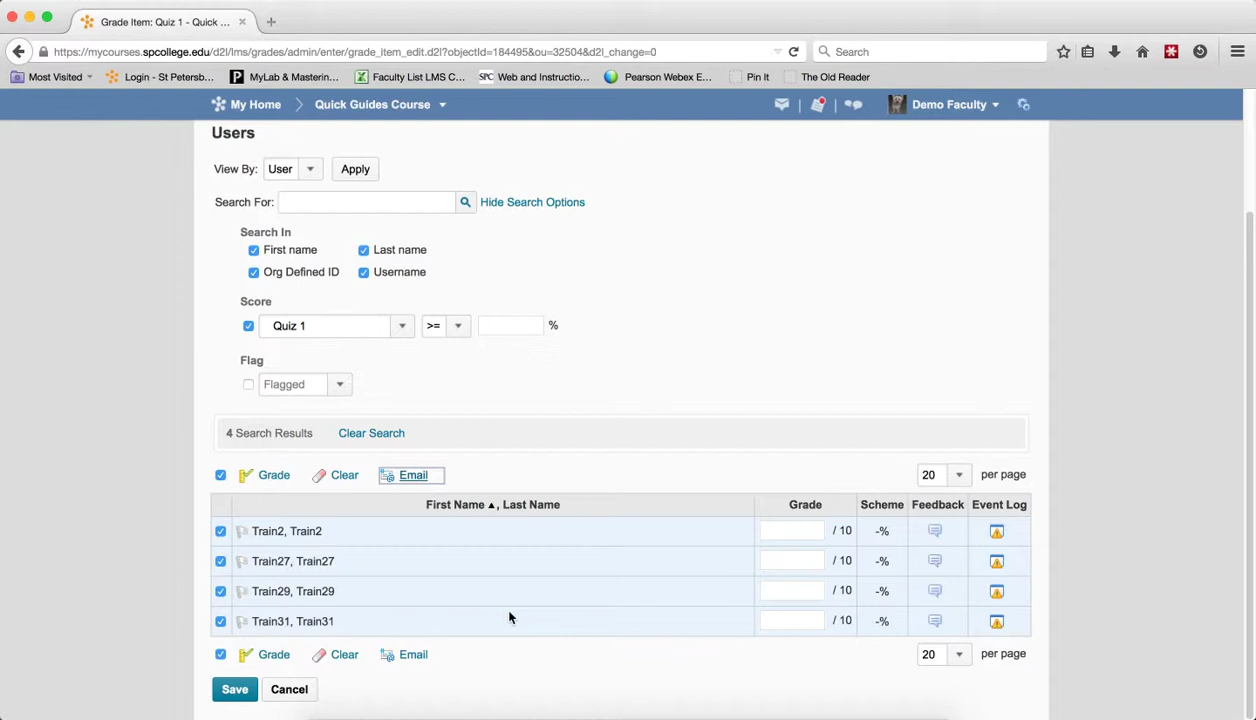 Grade Item: Quiz 1 - Quick ...
https://mycourses.spcollege.edu/d2l/lms/grades/admin/enter/grade_item_edit.d2l?objectId=184495&ou=32504&d2l_change=0
Search
Most Visited
Login - St Petersb...
P MyLab & Mastering...
Faculty List LMS C...
SPC Web and Instructio...
Pearson Webex E...
Pin It
The Old Reader
My Home
Quick Guides Course
Demo Faculty
Users
View By: User Apply
Search For: Hide Search Options
Search In
First name Last name
Org Defined ID Username
Score
Quiz 1 >= %
Flag
Flagged
4 Search Results Clear Search
Grade Clear Email 20 per page
First Name ▲, Last Name Grade Scheme Feedback Event Log
Train2, Train2 / 10 -%
Train27, Train27 / 10 -%
Train29, Train29 / 10 -%
Train31, Train31 / 10 -%
Grade Clear Email 20 per page
Save Cancel